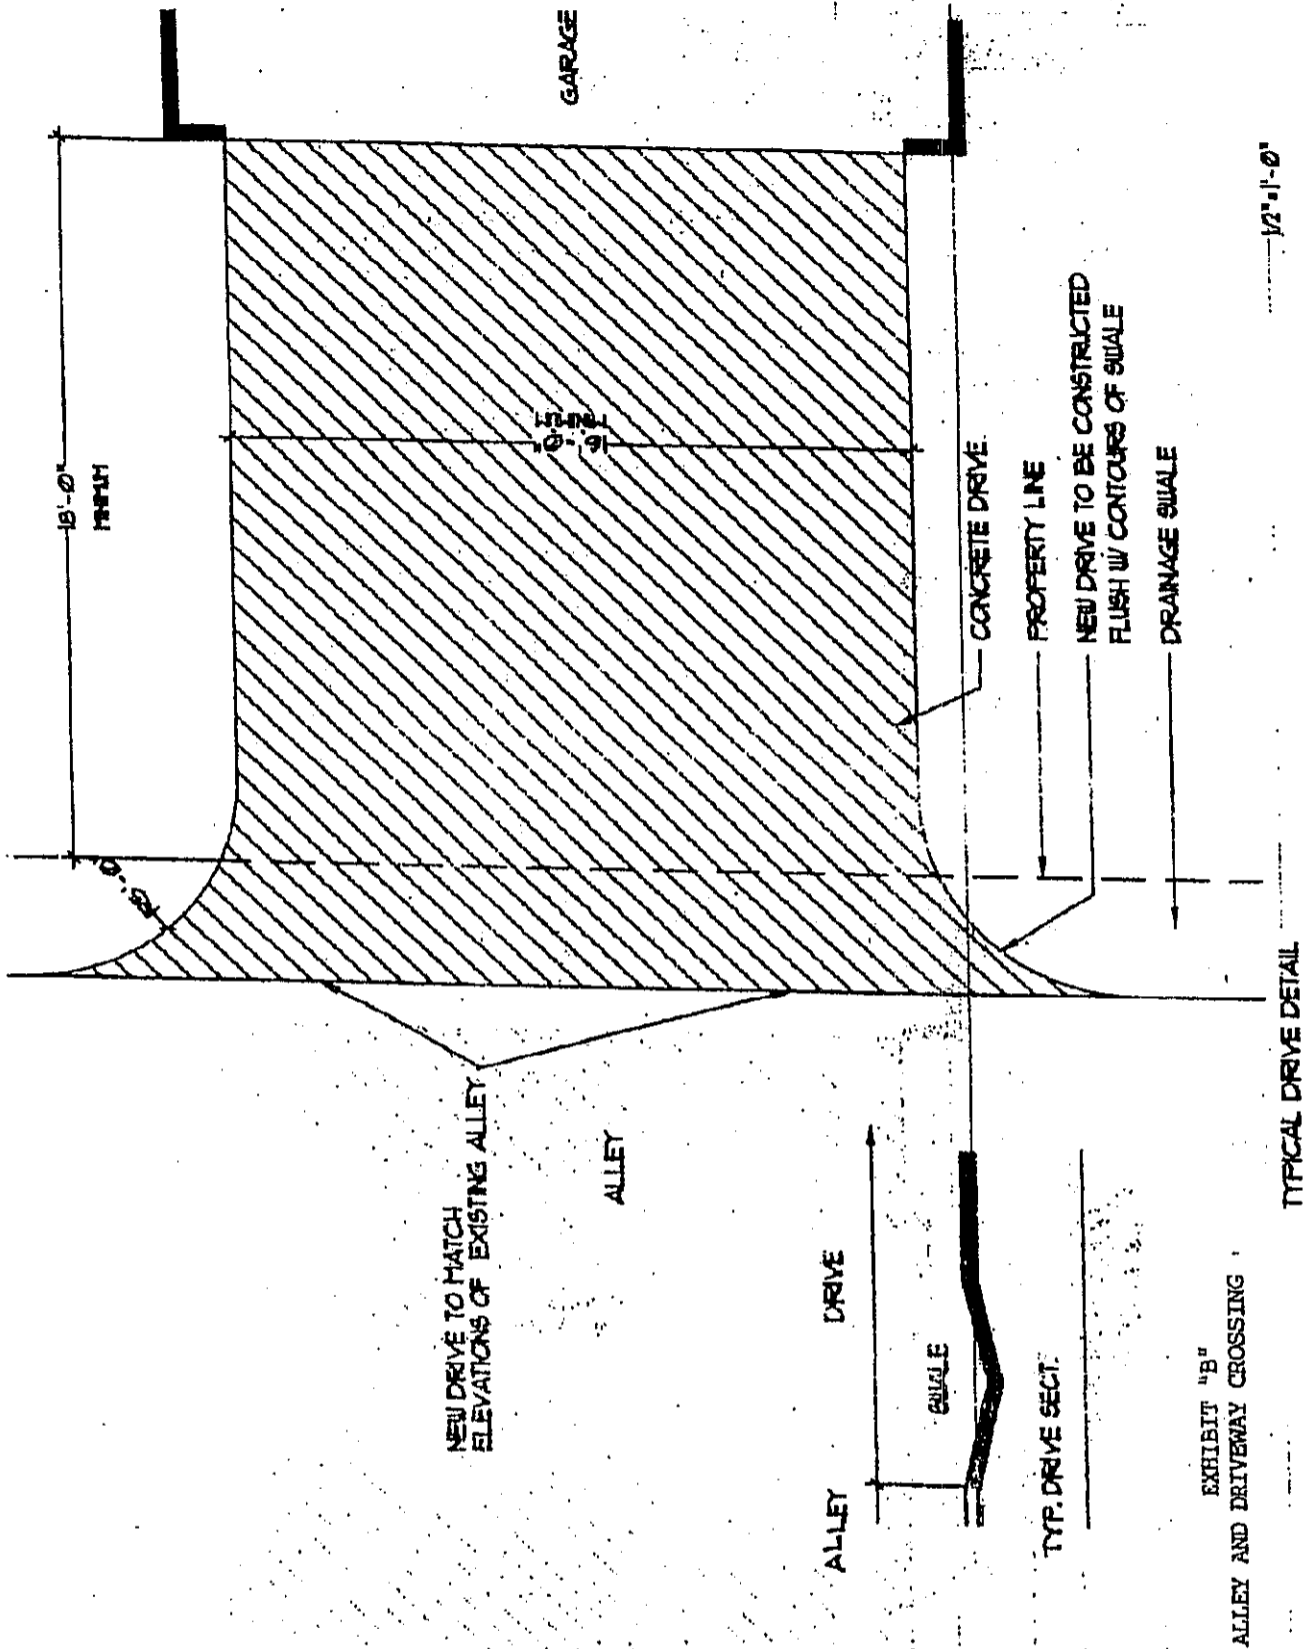 GARAGE
18'-0"
MINIMUM
16'-0"
MINIMUM
CONCRETE DRIVE
PROPERTY LINE
NEW DRIVE TO BE CONSTRUCTED
FLUSH W/ CONTOURS OF SWALE
DRAINAGE SWALE
NEW DRIVE TO MATCH
ELEVATIONS OF EXISTING ALLEY
ALLEY
ALLEY
DRIVE
SWALE
TYP. DRIVE SECT.
TYPICAL DRIVE DETAIL
1/2"=1'-0"
EXHIBIT "B"
ALLEY AND DRIVEWAY CROSSING